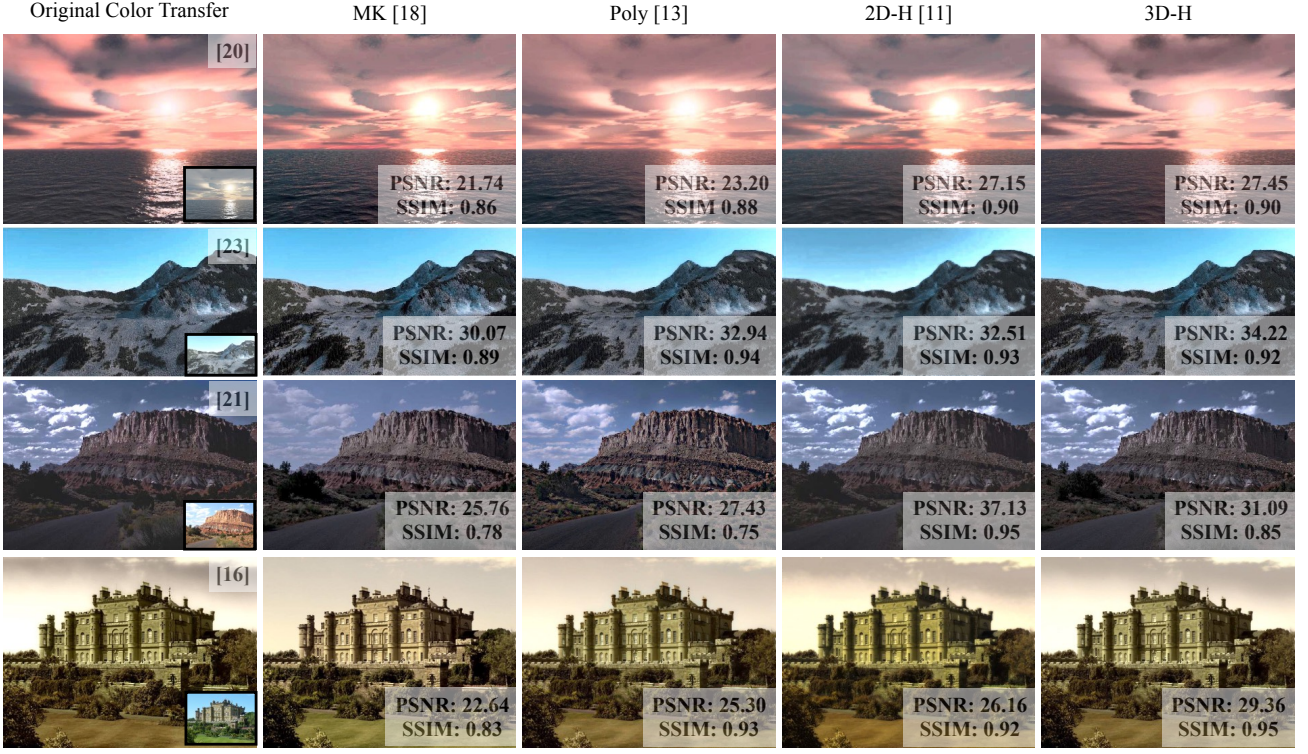 Original Color Transfer MK [18] Poly [13] 2D-H [11] 3D-H
[20]
PSNR: 21.74 PSNR: 23.20 PSNR: 27.15 PSNR: 27.45
SSIM: 0.86 SSIM 0.88 SSIM: 0.90 SSIM: 0.90
[23]
PSNR: 30.07 PSNR: 32.94 PSNR: 32.51 PSNR: 34.22
SSIM: 0.89 SSIM: 0.94 SSIM: 0.93 SSIM: 0.92
[21]
PSNR: 25.76 PSNR: 27.43 PSNR: 37.13 PSNR: 31.09
SSIM: 0.78 SSIM: 0.75 SSIM: 0.95 SSIM: 0.85
[16]
PSNR: 22.64 PSNR: 25.30 PSNR: 26.16 PSNR: 29.36
SSIM: 0.83 SSIM: 0.93 SSIM: 0.92 SSIM: 0.95